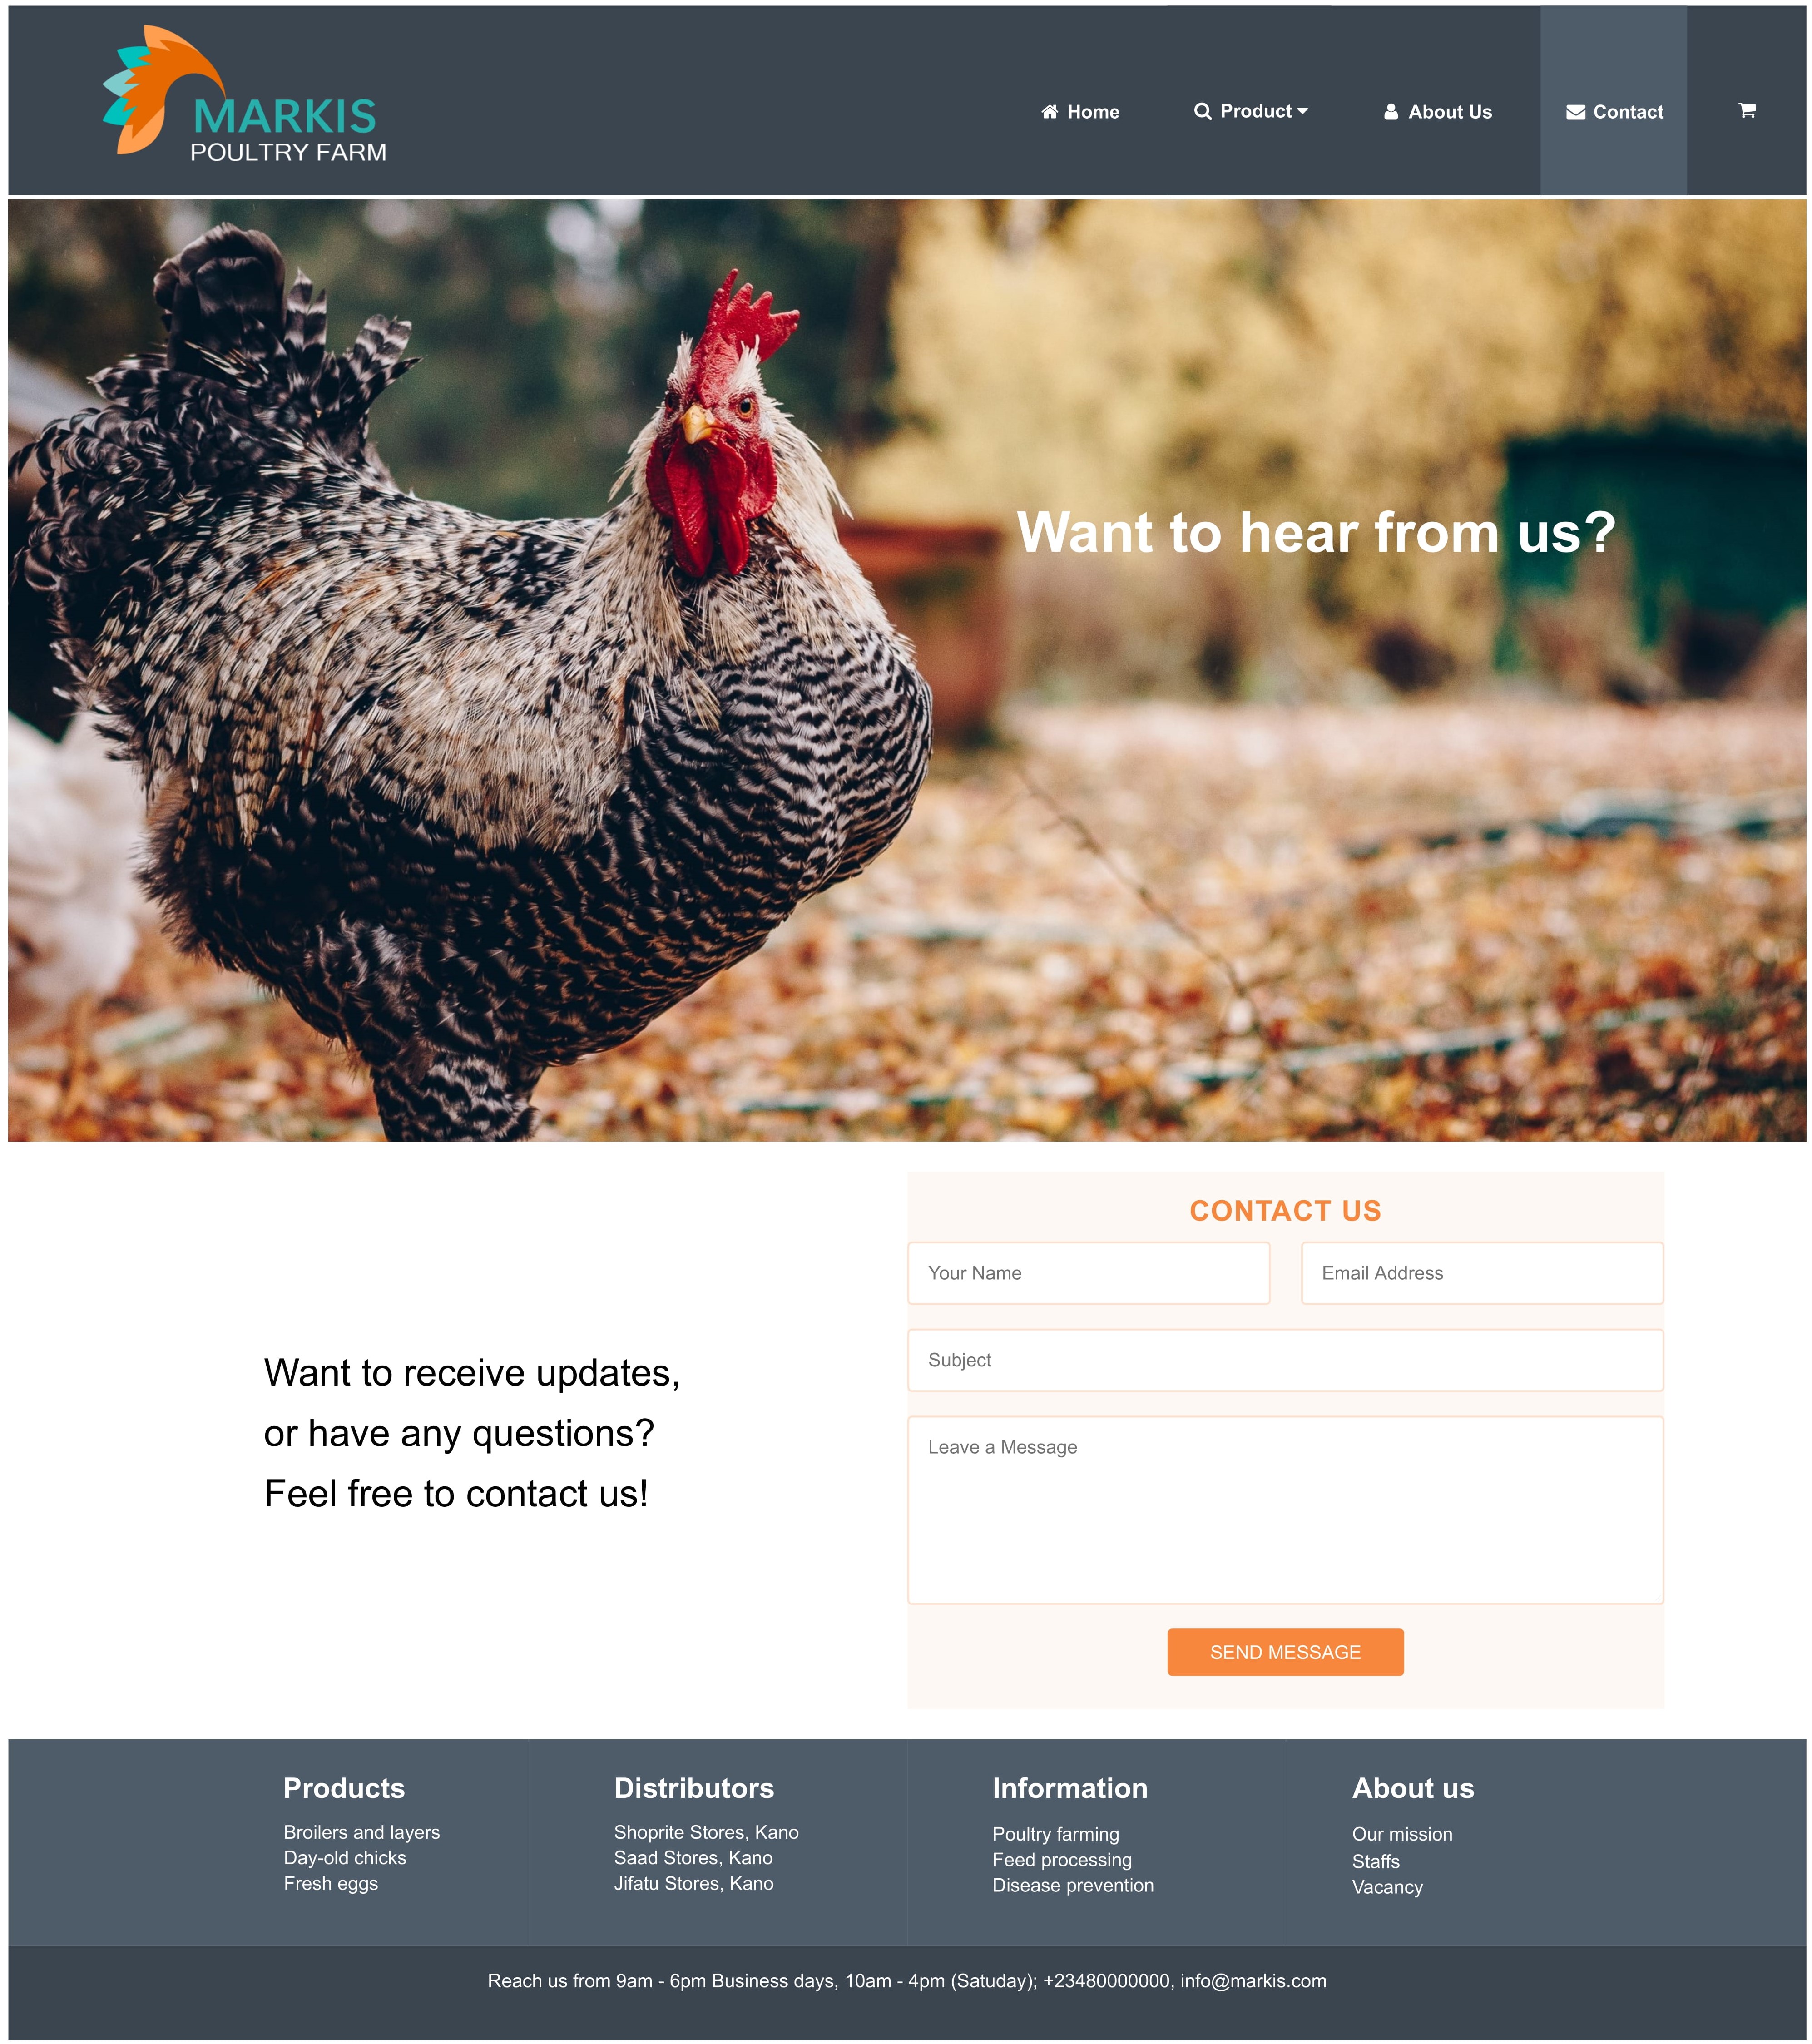 MARKIS
POULTRY FARM
Home
Product
About Us
Contact
Want to hear from us?
CONTACT US
Your Name
Email Address
Subject
Leave a Message
SEND MESSAGE
Want to receive updates,
or have any questions?
Feel free to contact us!
Products
Broilers and layers
Day-old chicks
Fresh eggs
Distributors
Shoprite Stores, Kano
Saad Stores, Kano
Jifatu Stores, Kano
Information
Poultry farming
Feed processing
Disease prevention
About us
Our mission
Staffs
Vacancy
Reach us from 9am - 6pm Business days, 10am - 4pm (Satuday); +23480000000, info@markis.com